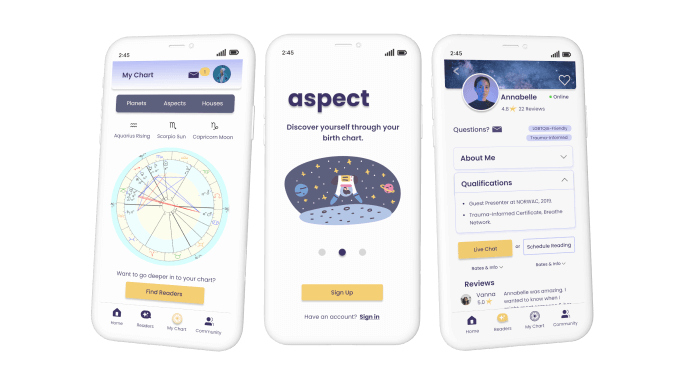 2:45
My Chart
Planets Aspects Houses
Aquarius Rising Scorpio Sun Capricorn Moon
Want to go deeper in to your chart?
Find Readers
Home Readers My Chart Community
2:45
aspect
Discover yourself through your
birth chart.
Sign Up
Have an account? Sign in
2:45
Annabelle Online
4.8 22 Reviews
Questions? LGBTQIA-friendly
Trauma-Informed
About Me
Qualifications
Guest Presenter at NORWAC, 2019.
Trauma-Informed Certificate, Breathe
Network.
Live Chat or Schedule Reading
Rates & Info Rates & Info
Reviews
Vanna Annabelle was amazing. I
5.0 wanted to know when I
Home Readers My Chart Community